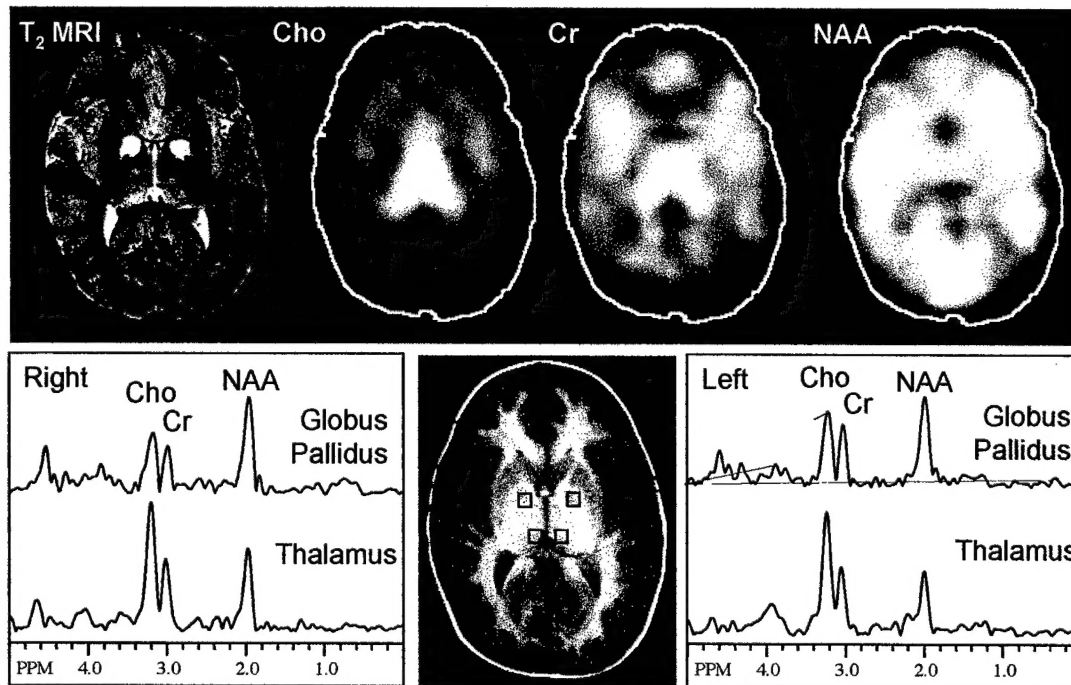 T₂ MRI
Cho
Cr
NAA
Right
Cho
Cr
NAA
Globus
Pallidus
Thalamus
PPM 4.0 3.0 2.0 1.0
Left
Cho
Cr
NAA
Globus
Pallidus
Thalamus
PPM 4.0 3.0 2.0 1.0